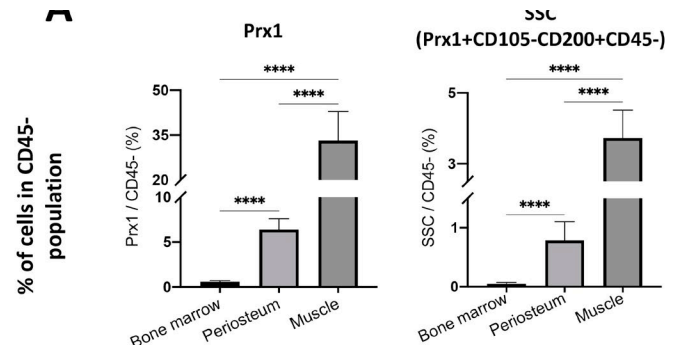 A
Prx1
SSC
(Prx1+CD105-CD200+CD45-)
% of cells in CD45-
population
Prx1 / CD45- (%)
50
35
20
10
5
0
****
****
****
Bone marrow
Periosteum
Muscle
SSC / CD45- (%)
5
3
1
0
****
****
****
Bone marrow
Periosteum
Muscle